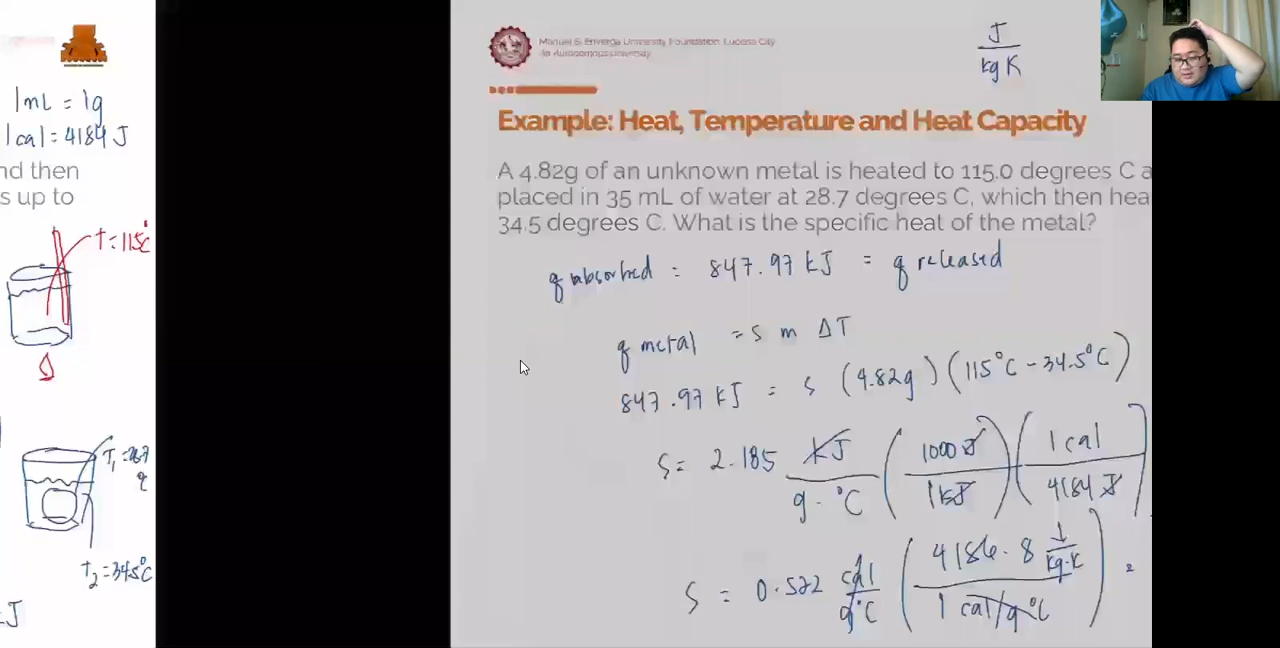 1mL = 1g
1cal = 4184 J
nd then
s up to
t=115°C
T₁=28.7
T₂=34.5°C
J
Manuel S. Enverga University Foundation, Lucena City
An Autonomous University
J
kg K
Example: Heat, Temperature and Heat Capacity
A 4.82g of an unknown metal is heated to 115.0 degrees C a
placed in 35 mL of water at 28.7 degrees C, which then hea
34.5 degrees C. What is the specific heat of the metal?
q absorbed = 847.97 kJ = q released
q metal = s m ΔT
847.97 kJ = s (4.82g) (115°C - 34.5°C)
s = 2.185 kJ/g·°C (1000 J/1 kJ) (1 cal/4184 J)
s = 0.522 cal/g°C (4186.8 J/kg·K / 1 cal/g°C) =